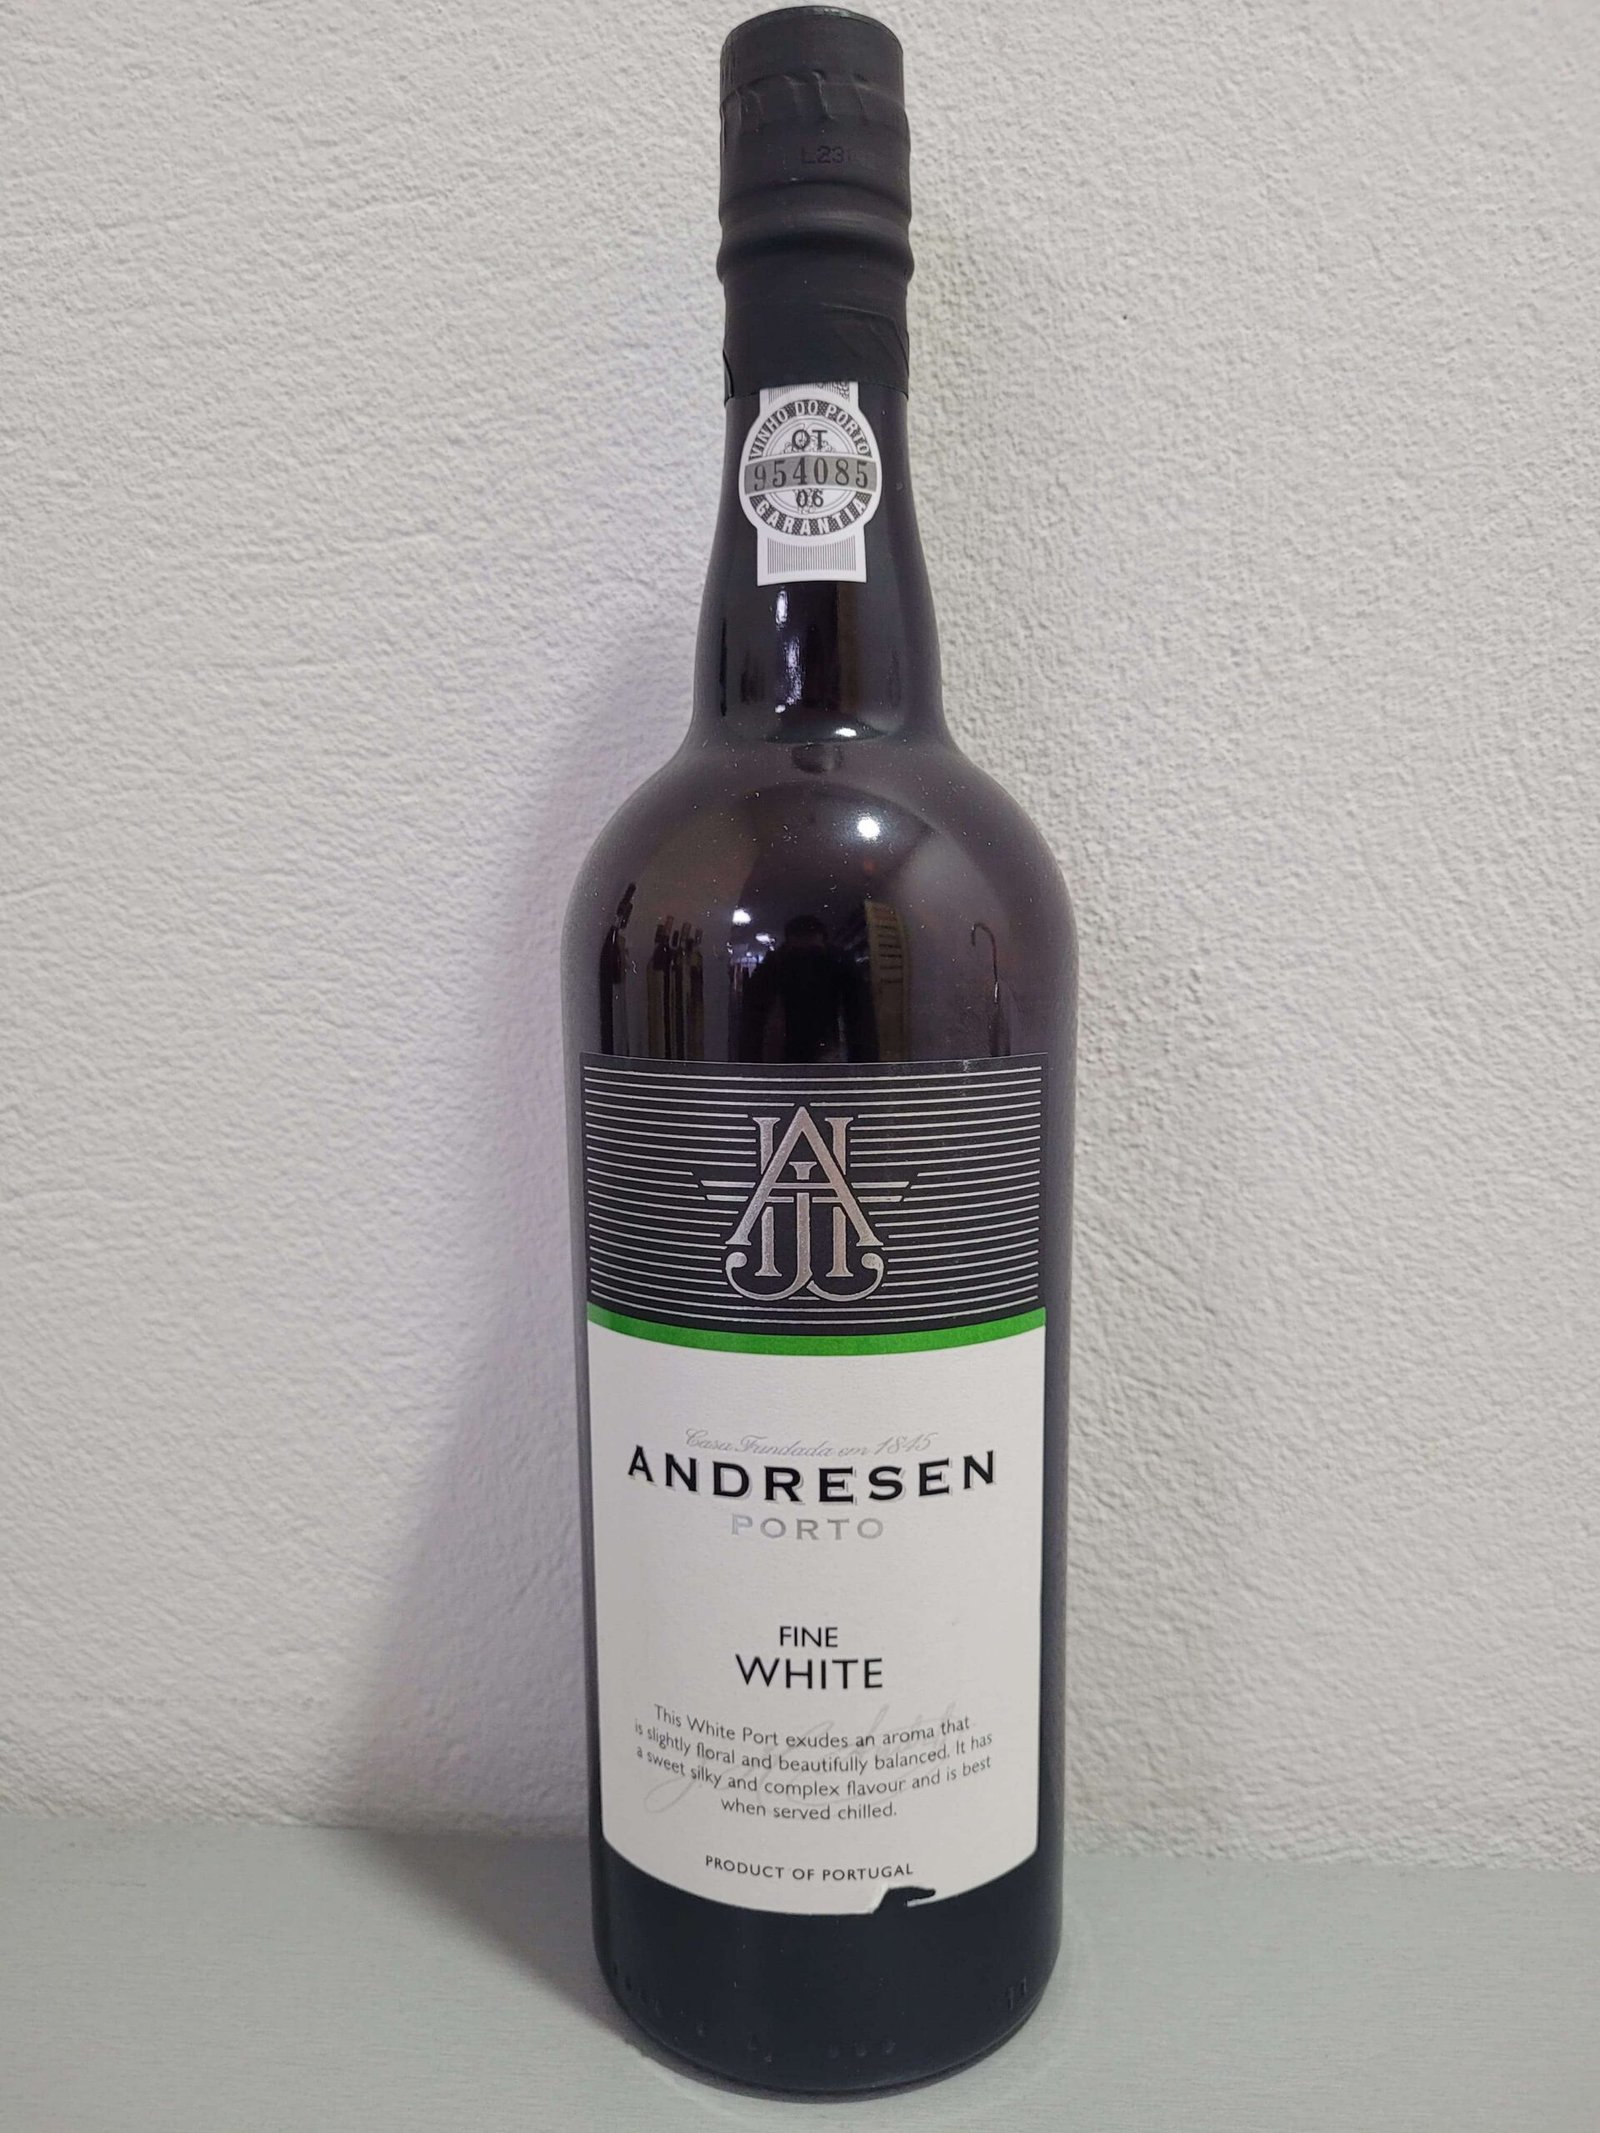 L23
VINHO DO PORTO
OT
954085
06
GARANTIA
Casa Fundada em 1845
ANDRESEN
PORTO
FINE
WHITE
This White Port exudes an aroma that
is slightly floral and beautifully balanced. It has
a sweet silky and complex flavour and is best
when served chilled.
PRODUCT OF PORTUGAL